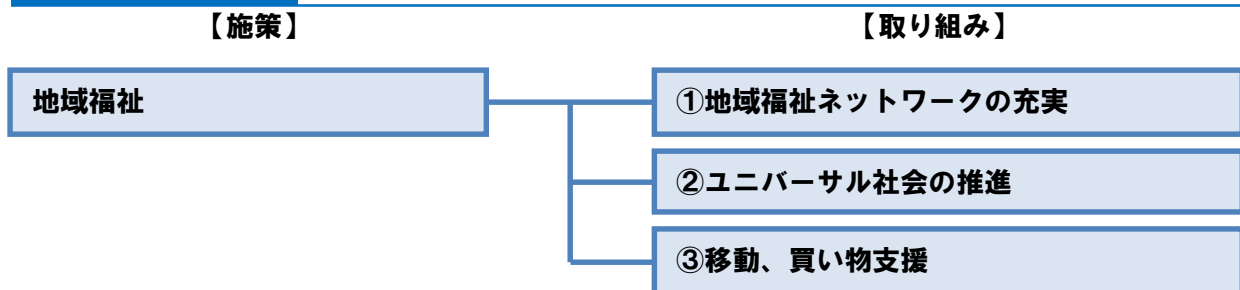 【施策】
【取り組み】
地域福祉
①地域福祉ネットワークの充実
②ユニバーサル社会の推進
③移動、買い物支援